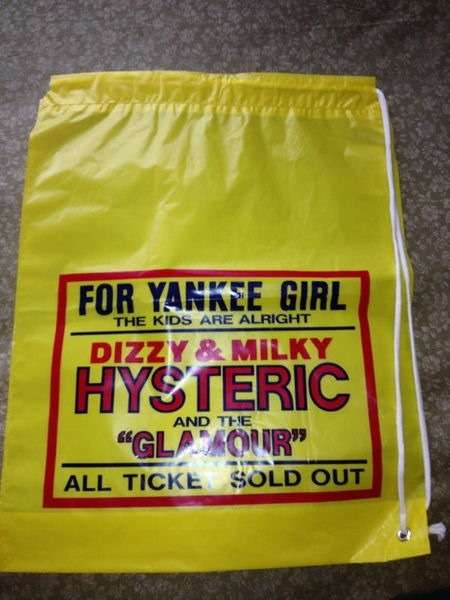 FOR YANKEE GIRL
THE KIDS ARE ALRIGHT
DIZZY & MILKY
HYSTERIC
AND THE
“GLAMOUR”
ALL TICKET SOLD OUT